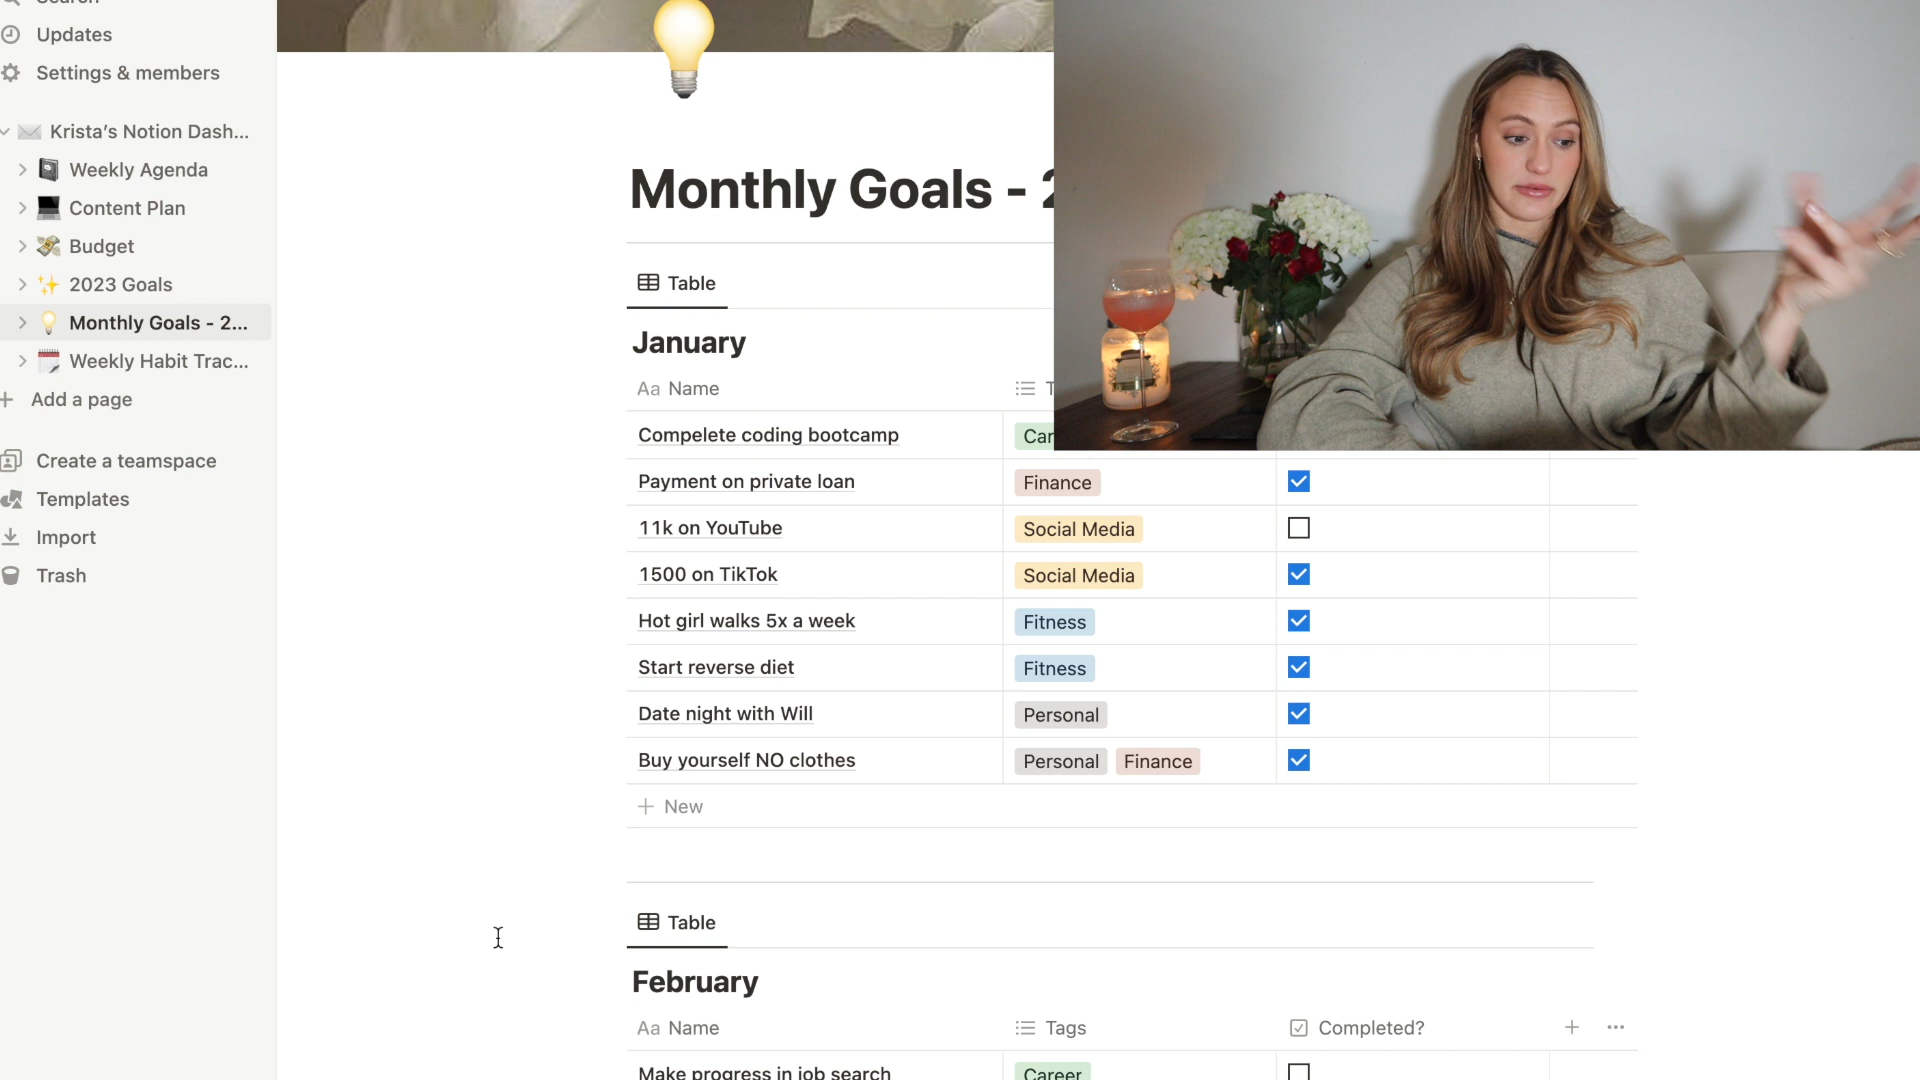 Search
Updates
Settings & members
Krista's Notion Dash...
Weekly Agenda
Content Plan
Budget
2023 Goals
Monthly Goals - 2...
Weekly Habit Trac...
Add a page
Create a teamspace
Templates
Import
Trash
Monthly Goals - 2
Table
January
Aa Name
T
Compelete coding bootcamp
Car
Payment on private loan
Finance
11k on YouTube
Social Media
1500 on TikTok
Social Media
Hot girl walks 5x a week
Fitness
Start reverse diet
Fitness
Date night with Will
Personal
Buy yourself NO clothes
Personal Finance
+ New
Table
February
Aa Name
Tags
Completed?
Make progress in job search
Career